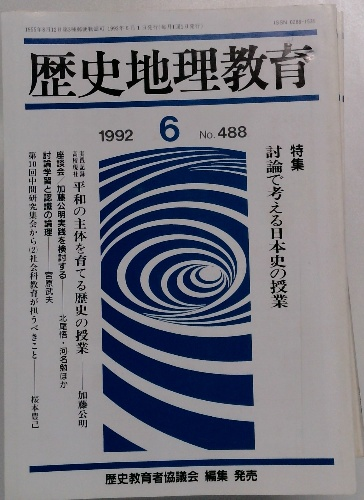 歴史地理教育
1992 6 No. 488
特集
討論で考える日本史の授業
平和の主体を育てる歴史の授業――加藤公明
座談会／加藤公明実践を検討する――北尾悟・河名勉ほか
討論学習と認識の論理――宮原武夫
第10回中間研究集会から(2)社会科教育が担うべきこと――桜本豊己
歴史教育者協議会 編集 発売